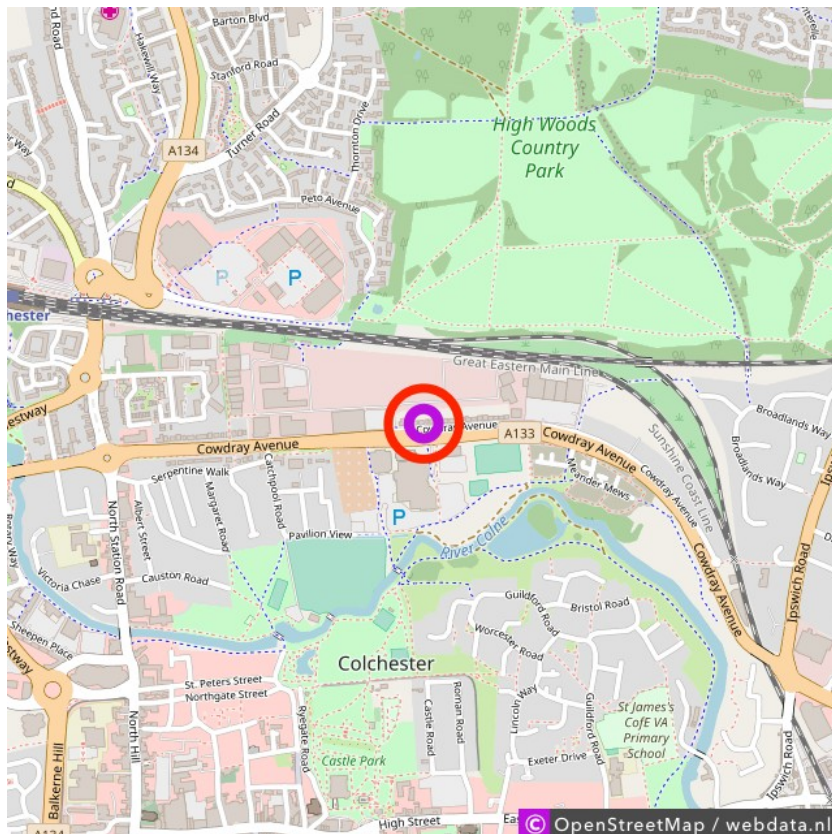 Barton Blvd
Hakewill Way
Stanford Road
Turner Road
Thornton Drive
A134
Peto Avenue
High Woods
Country
Park
P
P
Great Eastern Main Line
Cowdray Avenue
A133
Cowdray Avenue
Cowdray Avenue
Cowdray Avenue
Cowdray Avenue
Sunshine Coast Line
Broadlands Way
Broadlands Way
Meander Mews
Serpentine Walk
Catchpool Road
Margaret Road
Albert Street
North Station Road
P
Pavilion View
River Colne
Victoria Chase
Causton Road
Sheepen Place
Ipswich Road
Guildford Road
Bristol Road
Worcester Road
Colchester
St. Peters Street
Northgate Street
Ryegate Road
Castle Road
Roman Road
Lincoln Way
Guildford Road
St James's
CofE VA
Primary
School
Exeter Drive
Castle Park
Balkerne Hill
North Hill
High Street
Ipswich Road
© OpenStreetMap / webdata.nl